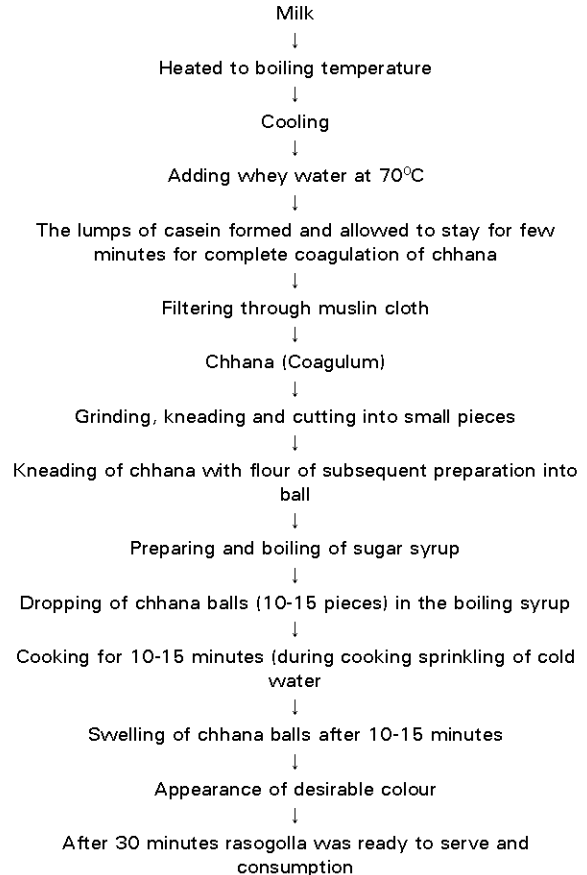 Milk
↓
Heated to boiling temperature
↓
Cooling
↓
Adding whey water at 70⁰C
↓
The lumps of casein formed and allowed to stay for few
minutes for complete coagulation of chhana
↓
Filtering through muslin cloth
↓
Chhana (Coagulum)
↓
Grinding, kneading and cutting into small pieces
↓
Kneading of chhana with flour of subsequent preparation into
ball
↓
Preparing and boiling of sugar syrup
↓
Dropping of chhana balls (10-15 pieces) in the boiling syrup
↓
Cooking for 10-15 minutes (during cooking sprinkling of cold
water
↓
Swelling of chhana balls after 10-15 minutes
↓
Appearance of desirable colour
↓
After 30 minutes rasogolla was ready to serve and
consumption